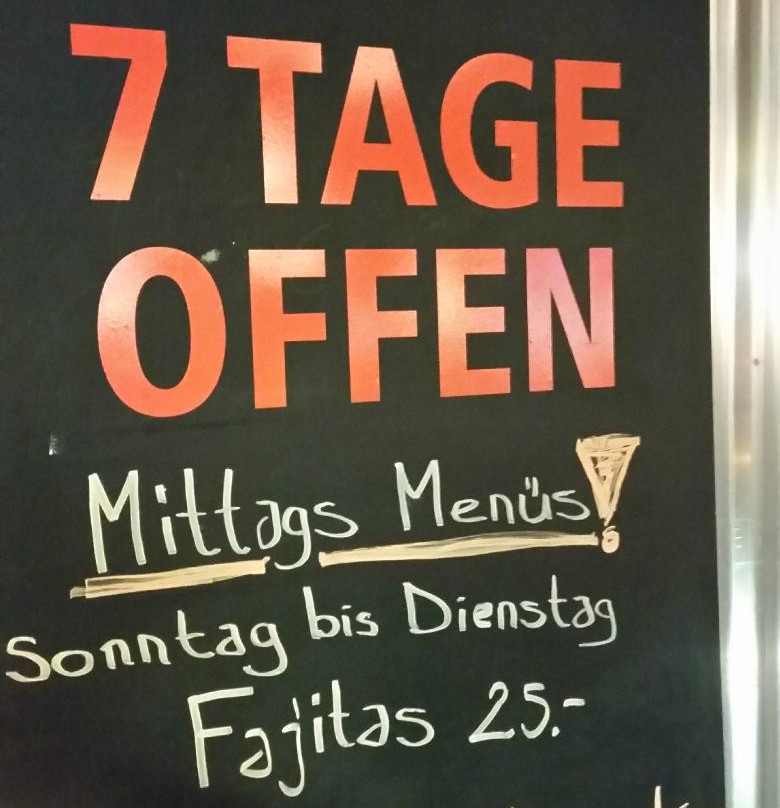 7 TAGE
OFFEN
Mittags Menüs!
Sonntag bis Dienstag
Fajitas 25.-